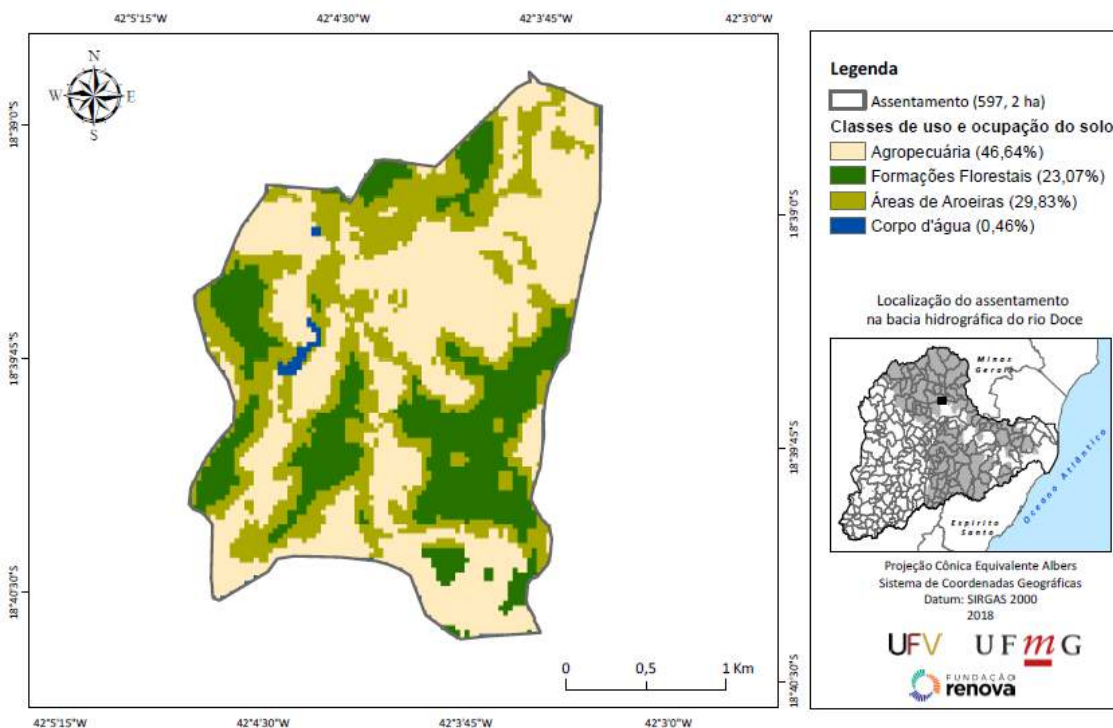 42°5'15"W 42°4'30"W 42°3'45"W 42°3'0"W
N
W E
S
18°39'0"S
18°39'45"S
18°40'30"S
18°39'0"S
18°39'45"S
18°40'30"S
0 0,5 1 Km
42°5'15"W 42°4'30"W 42°3'45"W 42°3'0"W
Legenda
Assentamento (597, 2 ha)
Classes de uso e ocupação do solo
Agropecuária (46,64%)
Formações Florestais (23,07%)
Áreas de Aroeiras (29,83%)
Corpo d'água (0,46%)
Localização do assentamento
na bacia hidrográfica do rio Doce
Minas
Gerais
Oceano Atlântico
Espírito
Santo
Projeção Cônica Equivalente Albers
Sistema de Coordenadas Geográficas
Datum: SIRGAS 2000
2018
UFV UFmG
FUNDAÇÃO
renova